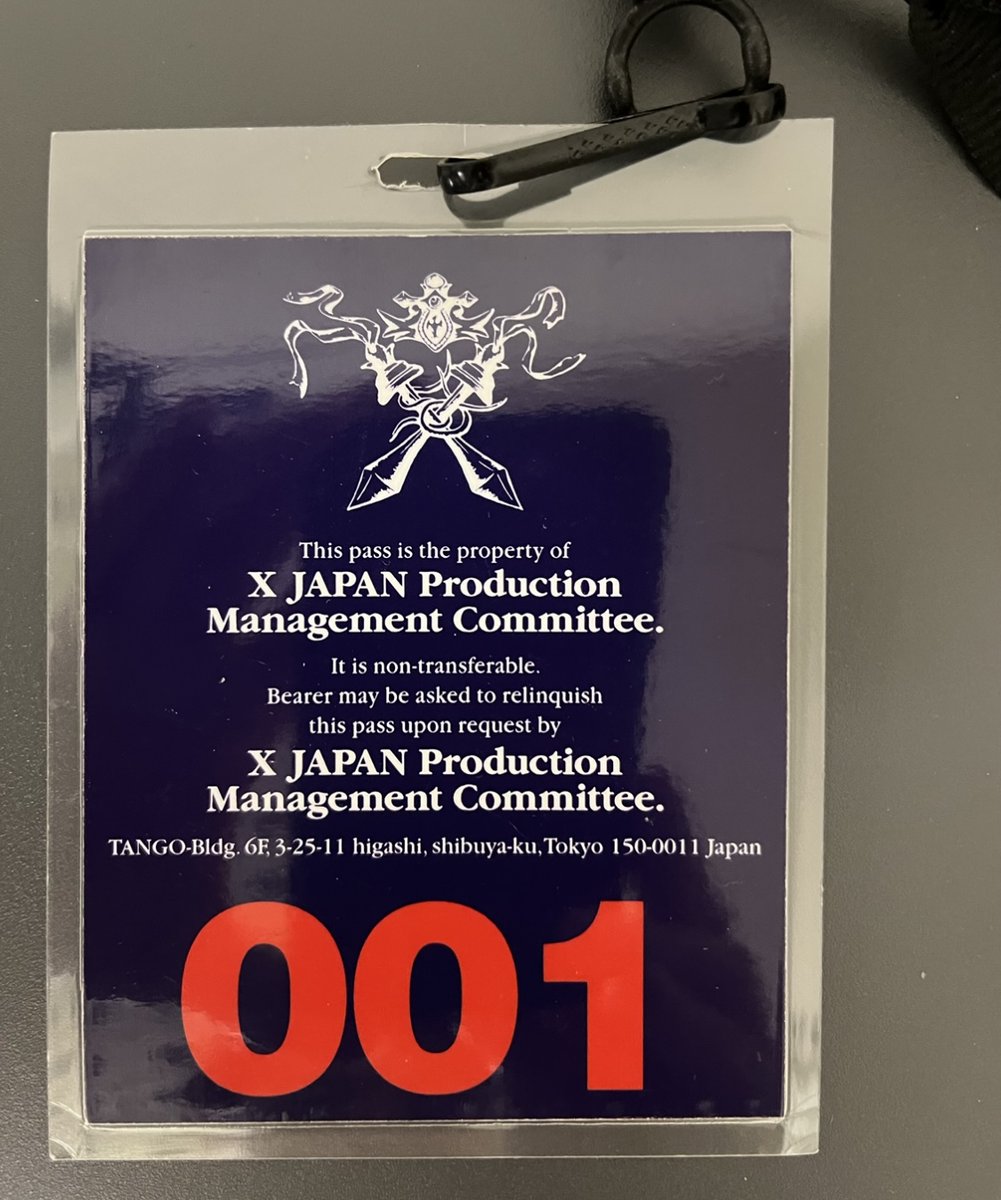 This pass is the property of
X JAPAN Production
Management Committee.
It is non-transferable.
Bearer may be asked to relinquish
this pass upon request by
X JAPAN Production
Management Committee.
TANGO-Bldg. 6F, 3-25-11 higashi, shibuya-ku, Tokyo 150-0011 Japan
001